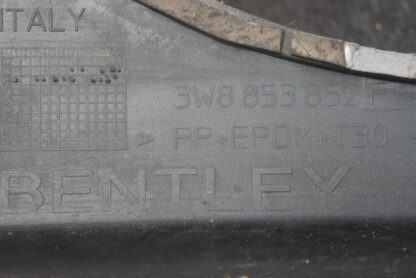 ITALY
3W8 853 852 F
>PP+EPDM+T30
BENTLEY